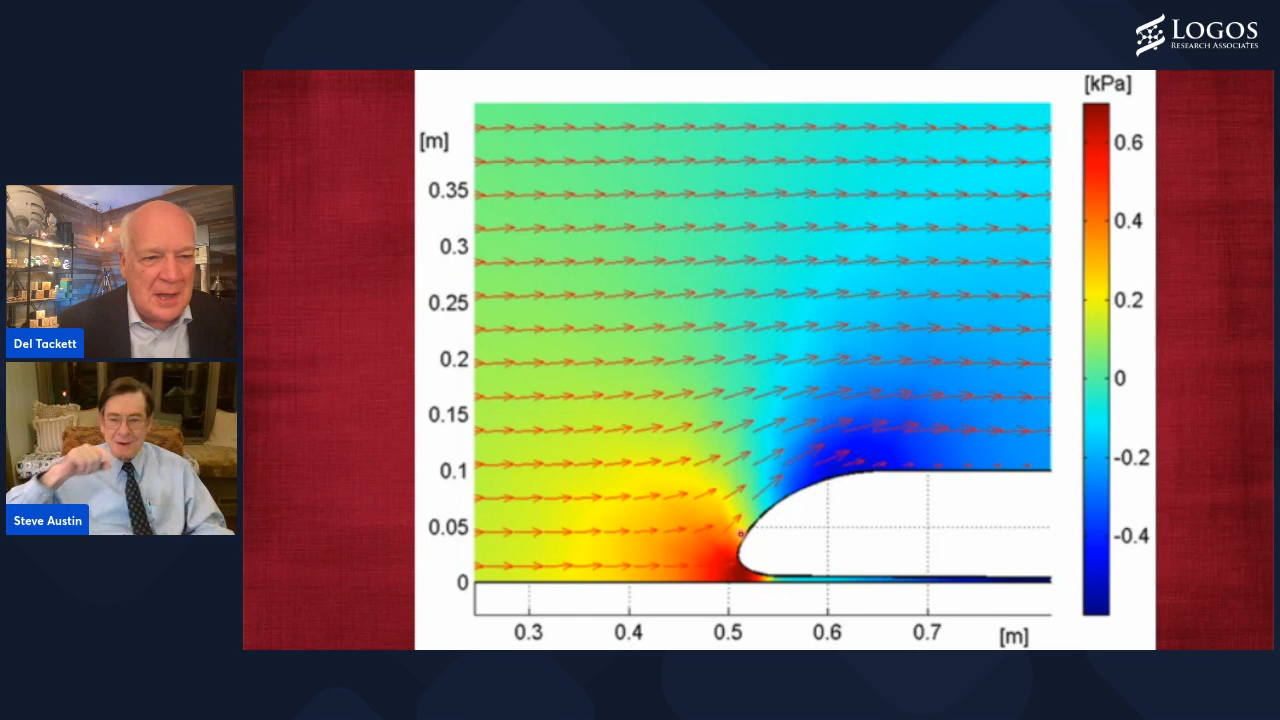 LOGOS
RESEARCH ASSOCIATES
[kPa]
[m]
0.35
0.3
0.25
0.2
0.15
0.1
0.05
0
0.3
0.4
0.5
0.6
0.7
[m]
0.6
0.4
0.2
0
-0.2
-0.4
Del Tackett
Steve Austin